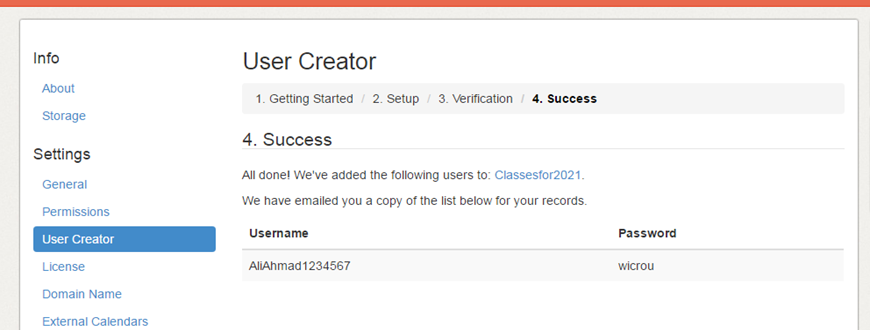 Info
About
Storage
Settings
General
Permissions
User Creator
License
Domain Name
External Calendars
User Creator
1. Getting Started / 2. Setup / 3. Verification / 4. Success
4. Success
All done! We've added the following users to: Classesfor2021.
We have emailed you a copy of the list below for your records.
Username Password
AliAhmad1234567 wicrou